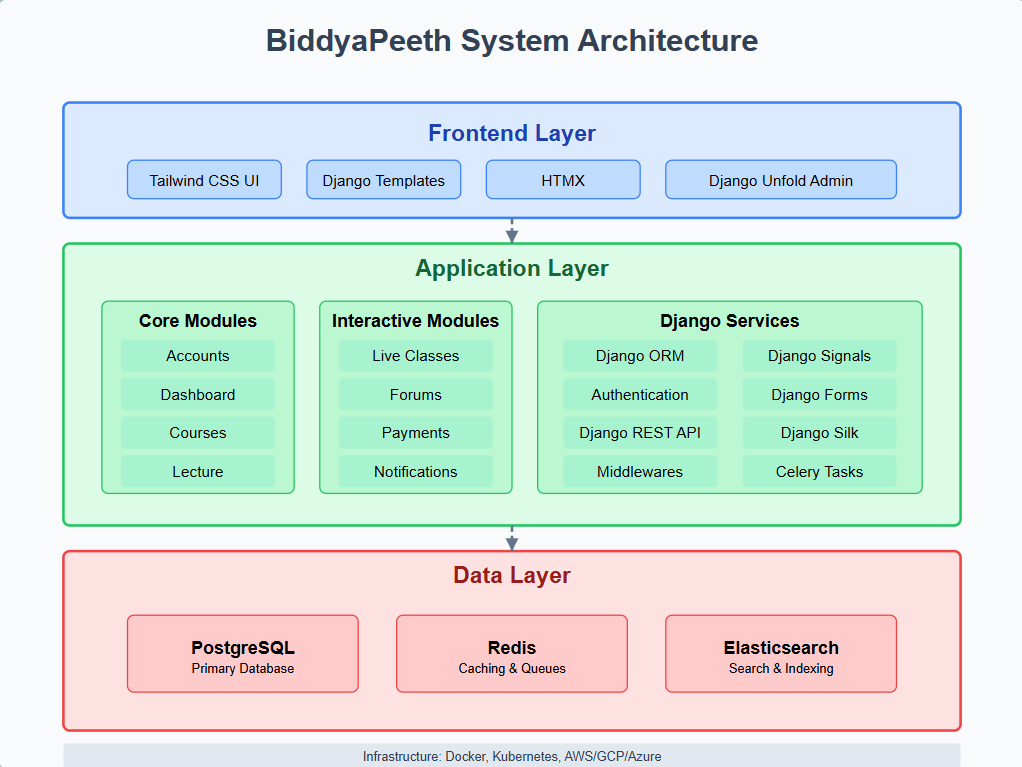 BiddyaPeeth System Architecture
Frontend Layer
Tailwind CSS UI
Django Templates
HTMX
Django Unfold Admin
Application Layer
Core Modules
Accounts
Dashboard
Courses
Lecture
Interactive Modules
Live Classes
Forums
Payments
Notifications
Django Services
Django ORM
Django Signals
Authentication
Django Forms
Django REST API
Django Silk
Middlewares
Celery Tasks
Data Layer
PostgreSQL
Primary Database
Redis
Caching & Queues
Elasticsearch
Search & Indexing
Infrastructure: Docker, Kubernetes, AWS/GCP/Azure